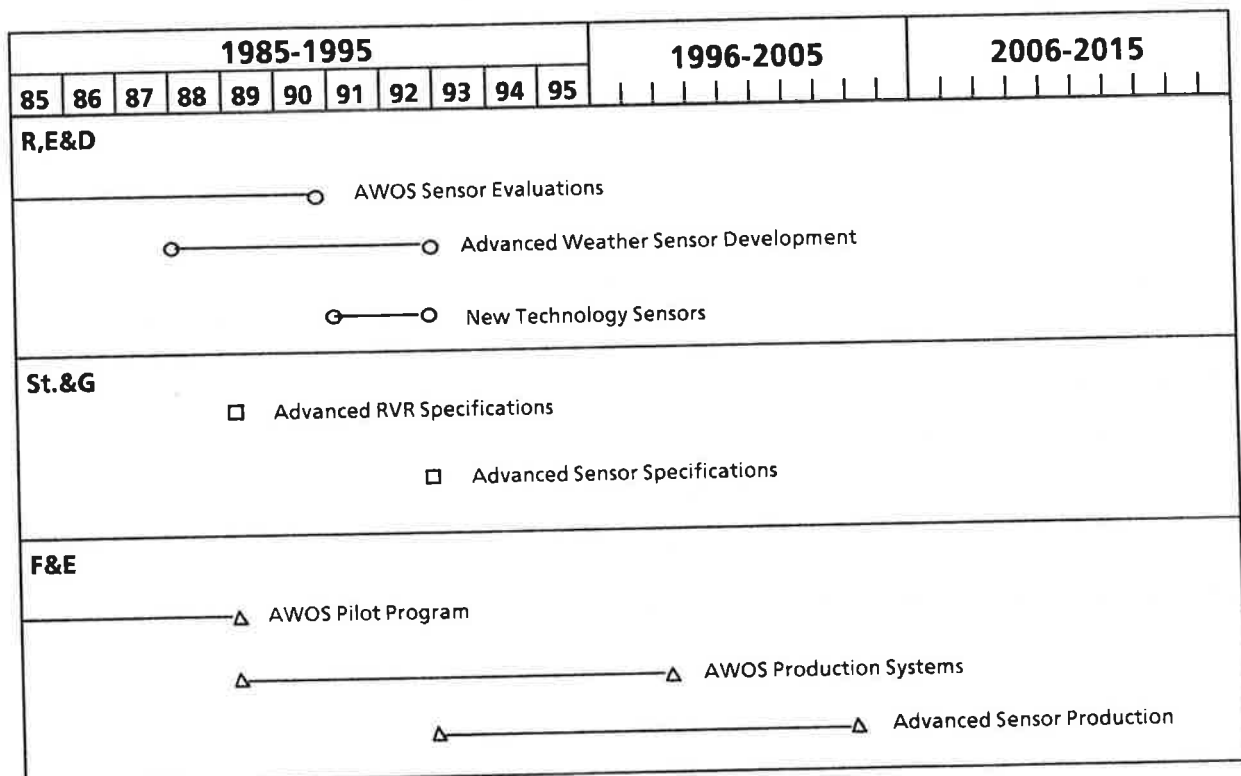 1985-1995 1996-2005 2006-2015
85 86 87 88 89 90 91 92 93 94 95
R,E&D
AWOS Sensor Evaluations
Advanced Weather Sensor Development
New Technology Sensors
St.&G
Advanced RVR Specifications
Advanced Sensor Specifications
F&E
AWOS Pilot Program
AWOS Production Systems
Advanced Sensor Production